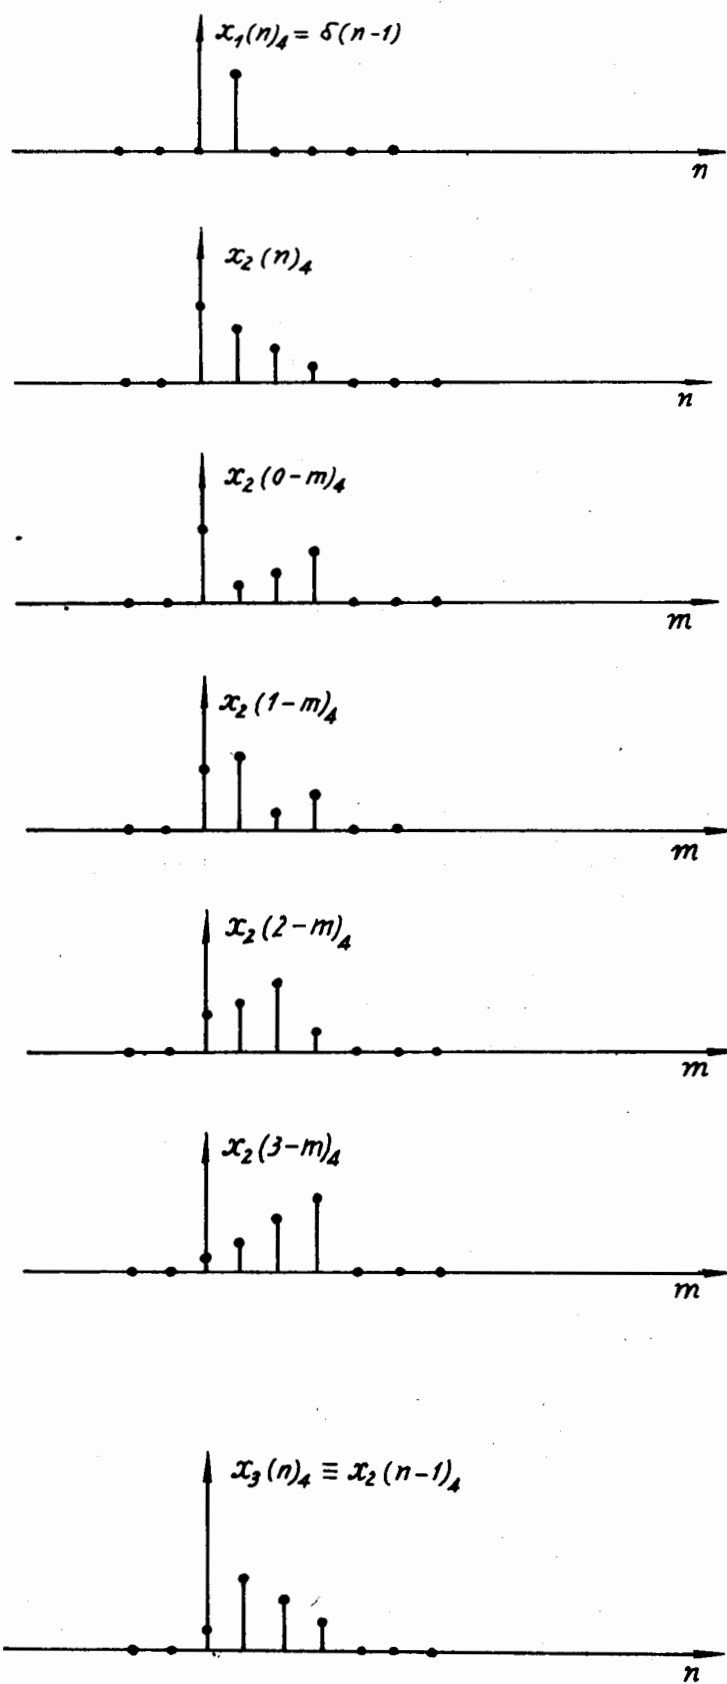 x₁(n)₄ = δ(n-1)
n
x₂(n)₄
n
x₂(0-m)₄
m
x₂(1-m)₄
m
x₂(2-m)₄
m
x₂(3-m)₄
m
x₃(n)₄ ≡ x₂(n-1)₄
n